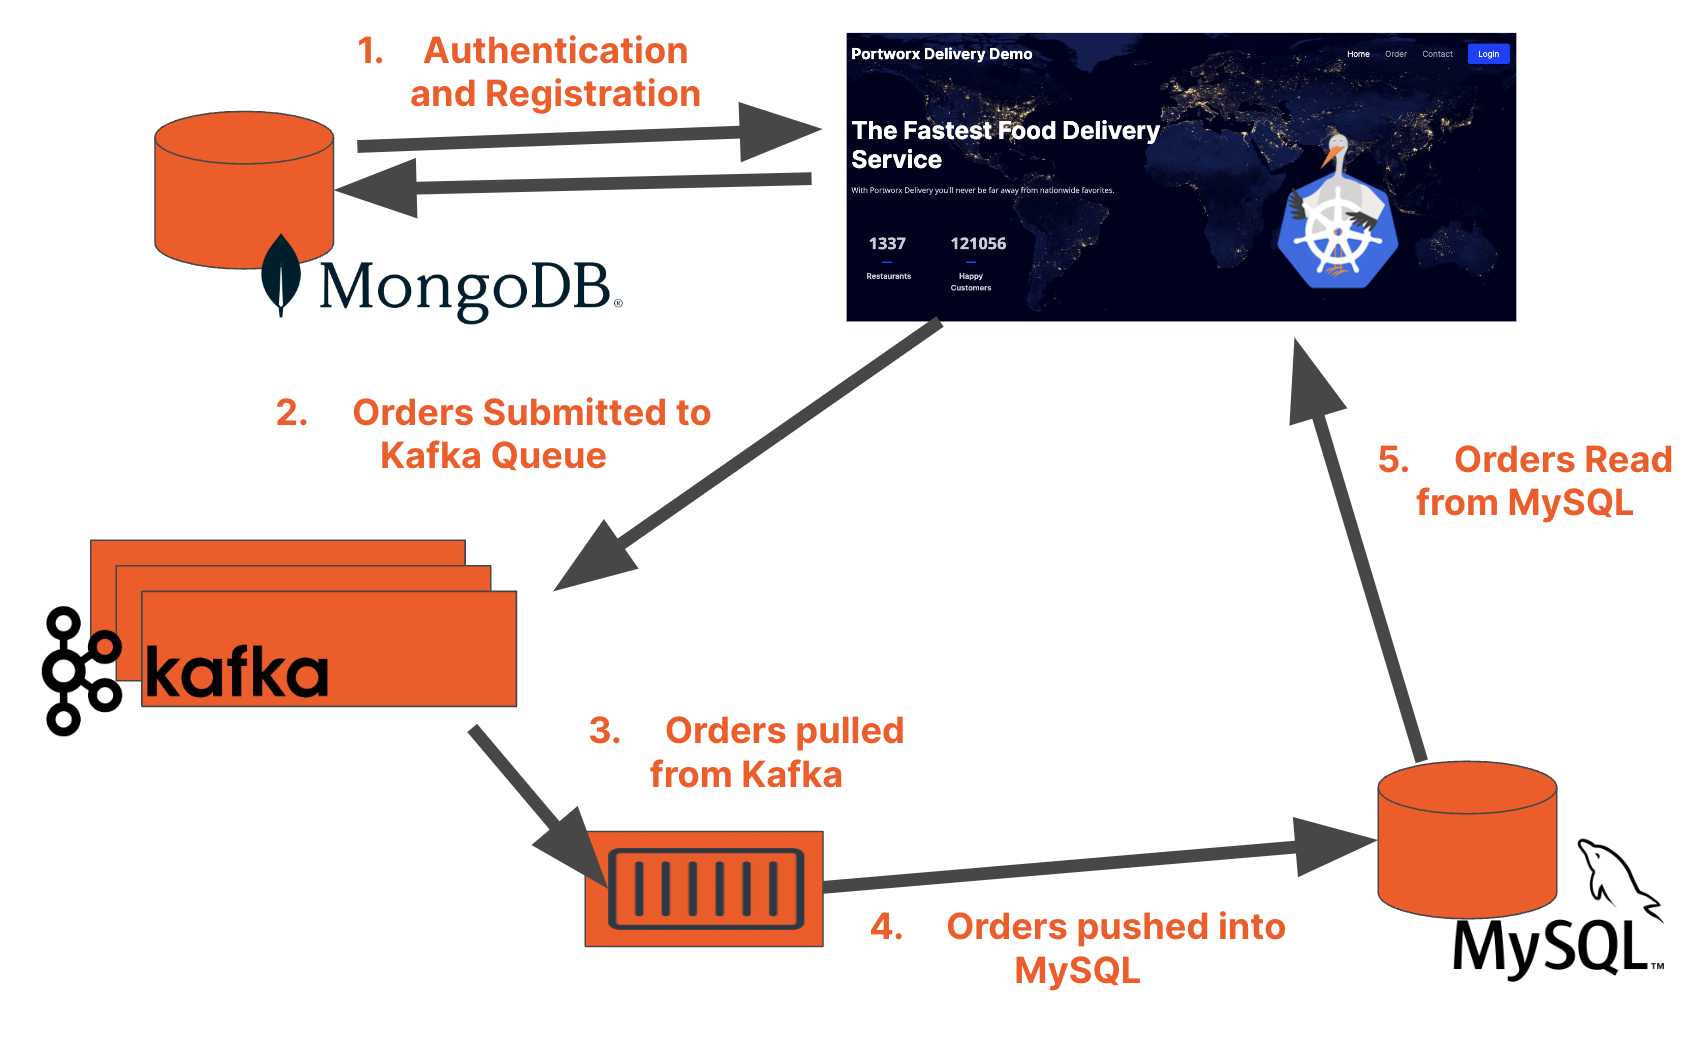 1. Authentication
and Registration
Portworx Delivery Demo
Home Order Contact Login
The Fastest Food Delivery
Service
With Portworx Delivery you'll never be far away from nationwide favorites.
1337 121056
Restaurants Happy
Customers
MongoDB®
2. Orders Submitted to
Kafka Queue
5. Orders Read
from MySQL
kafka
3. Orders pulled
from Kafka
4. Orders pushed into
MySQL
MySQL™